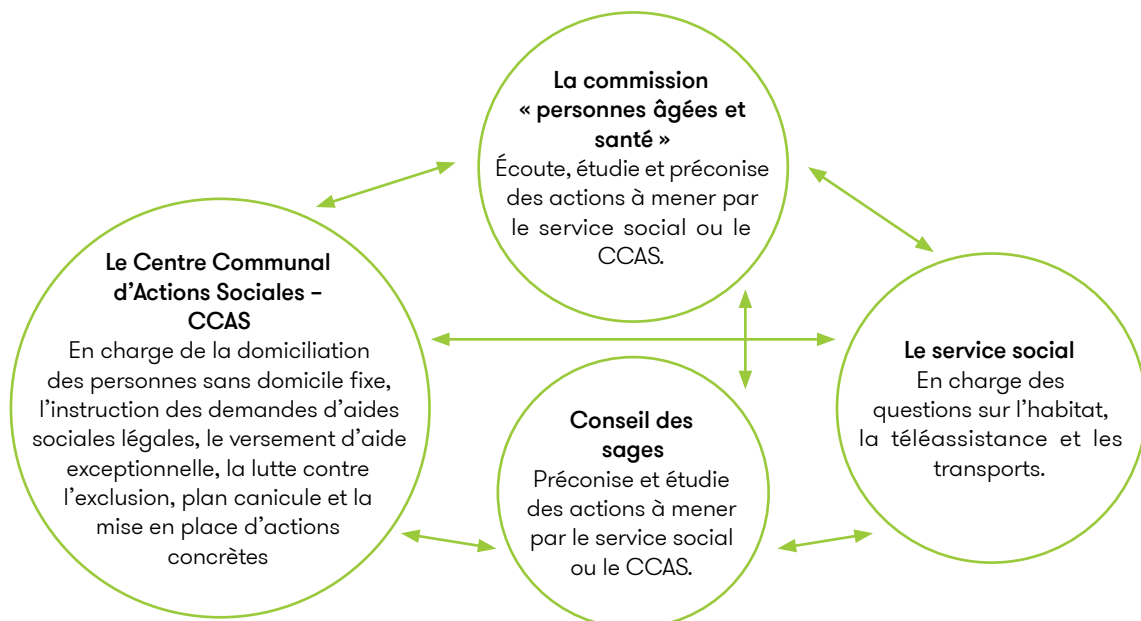 La commission
« personnes âgées et
santé »
Écoute, étudie et préconise
des actions à mener par
le service social ou le
CCAS.
Le Centre Communal
d’Actions Sociales –
CCAS
En charge de la domiciliation
des personnes sans domicile fixe,
l’instruction des demandes d’aides
sociales légales, le versement d’aide
exceptionnelle, la lutte contre
l’exclusion, plan canicule et la
mise en place d’actions
concrètes
Conseil des
sages
Préconise et étudie
des actions à mener
par le service social
ou le CCAS.
Le service social
En charge des
questions sur l’habitat,
la téléassistance et les
transports.